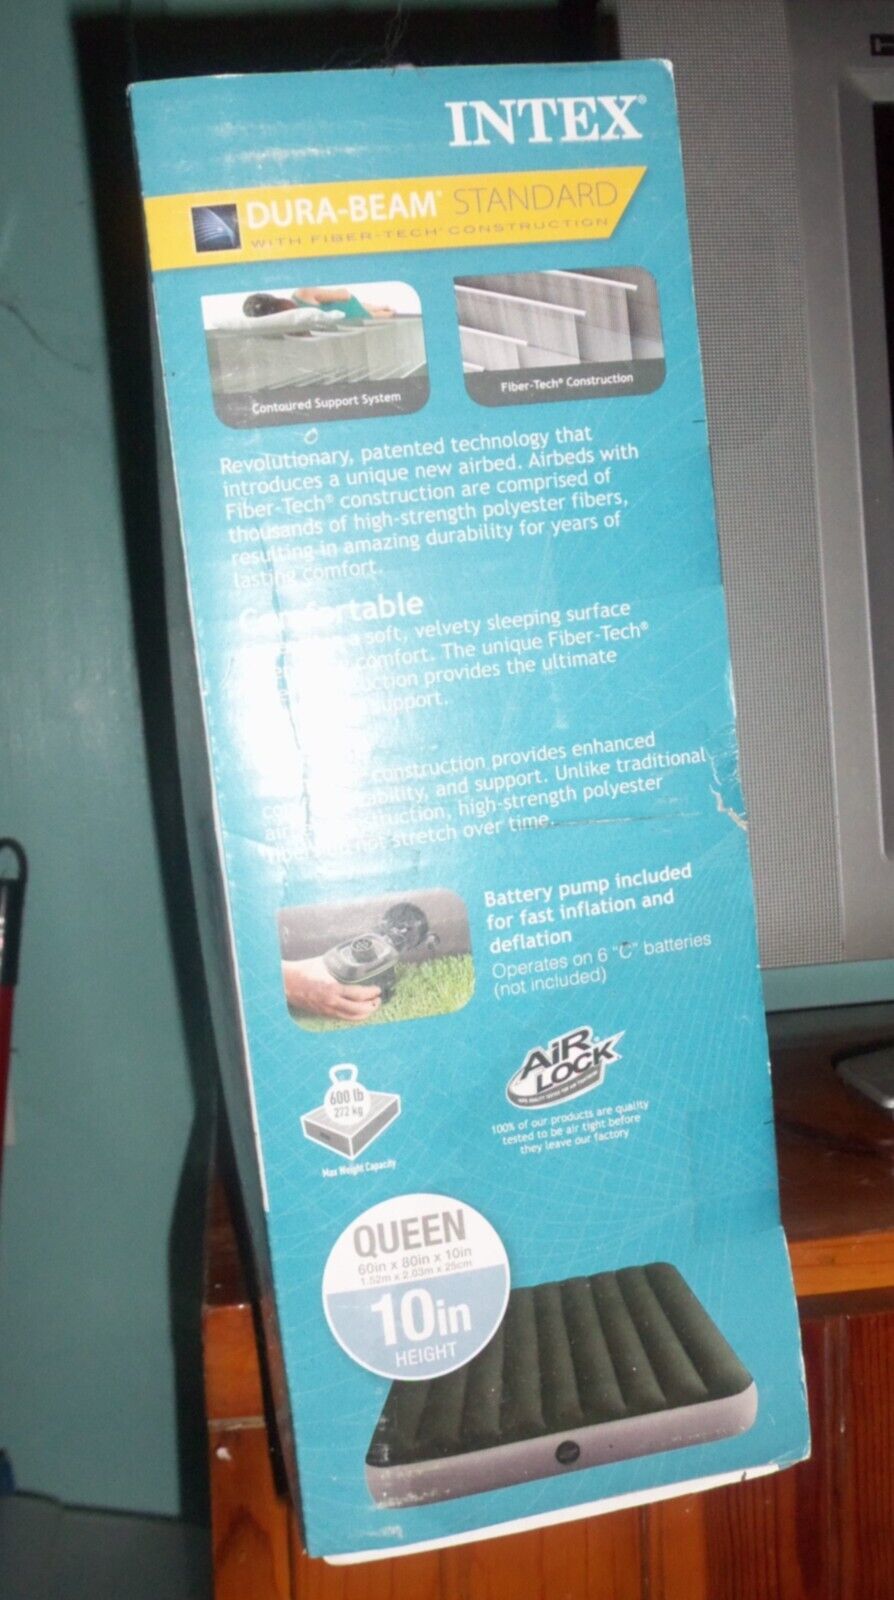 INTEX®
DURA-BEAM® STANDARD
WITH FIBER-TECH® CONSTRUCTION
Contoured Support System
Fiber-Tech® Construction
Revolutionary, patented technology that
introduces a unique new airbed. Airbeds with
Fiber-Tech® construction are comprised of
thousands of high-strength polyester fibers,
resulting in amazing durability for years of
lasting comfort.
Comfortable
a soft, velvety sleeping surface
comfort. The unique Fiber-Tech®
provides the ultimate
support.
construction provides enhanced
and support. Unlike traditional
high-strength polyester
not stretch over time.
Battery pump included
for fast inflation and
deflation
Operates on 6 "C" batteries
(not included)
600 lb
272 kg
Max Weight Capacity
AIR LOCK
100% of our products are quality
tested to be air tight before
they leave our factory
QUEEN
60in x 80in x 10in
1.52m x 2.03m x 25cm
10in
HEIGHT